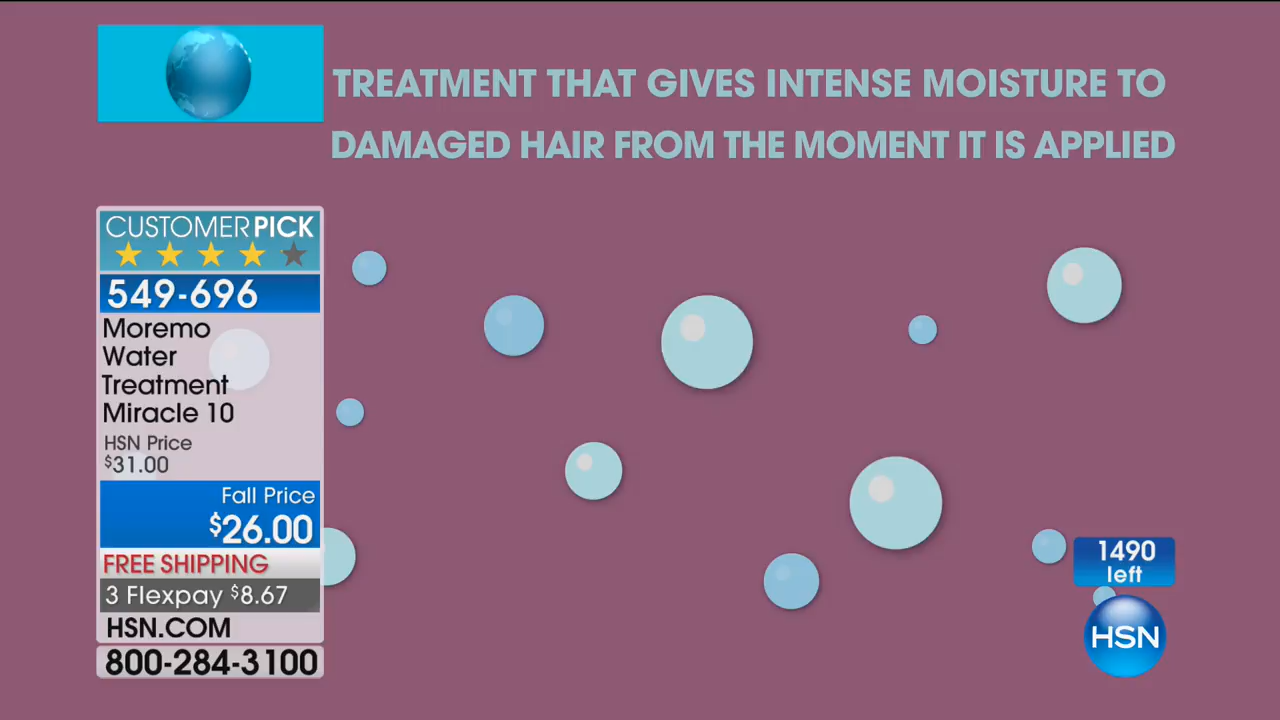 TREATMENT THAT GIVES INTENSE MOISTURE TO
DAMAGED HAIR FROM THE MOMENT IT IS APPLIED
CUSTOMERPICK
549-696
Moremo
Water
Treatment
Miracle 10
HSN Price
$31.00
Fall Price
$26.00
FREE SHIPPING
3 Flexpay $8.67
HSN.COM
800-284-3100
1490
left
HSN